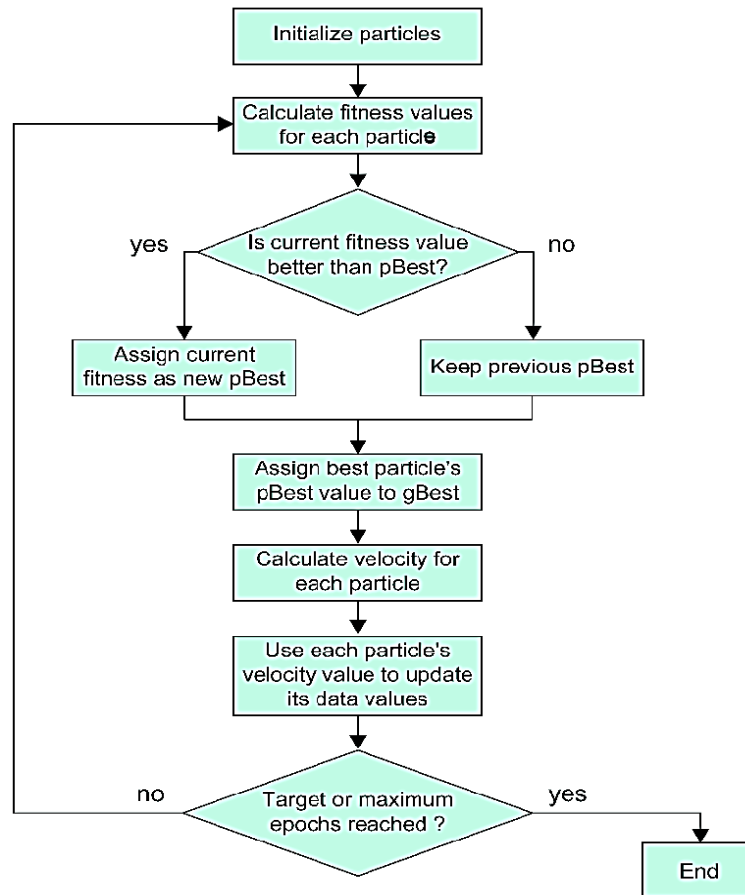 Initialize particles
Calculate fitness values
for each particle
yes
Is current fitness value
better than pBest?
no
Assign current
fitness as new pBest
Keep previous pBest
Assign best particle's
pBest value to gBest
Calculate velocity for
each particle
Use each particle's
velocity value to update
its data values
no
Target or maximum
epochs reached ?
yes
End